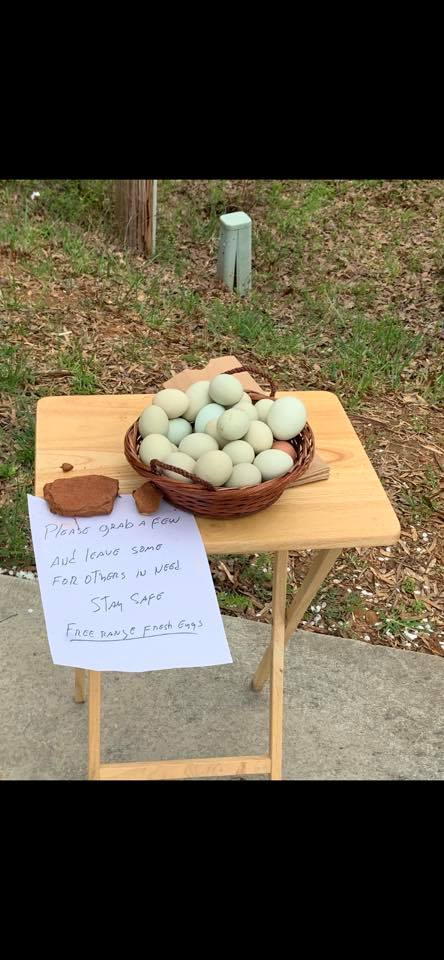 Please grab a few
And leave some
for others in need
Stay Safe
Free range Fresh Eggs